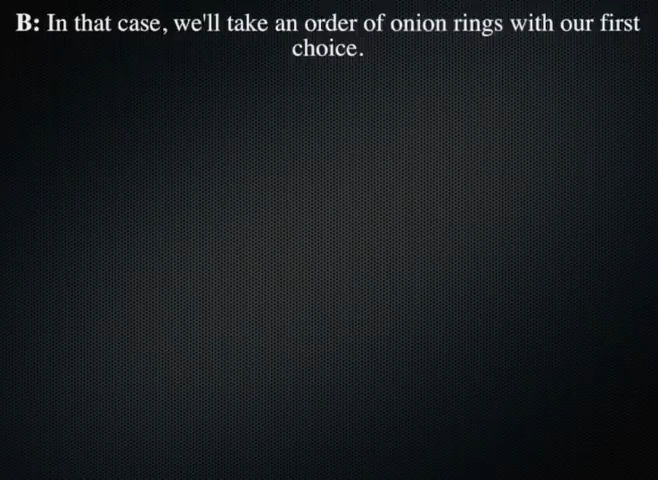 B: In that case, we'll take an order of onion rings with our first
choice.